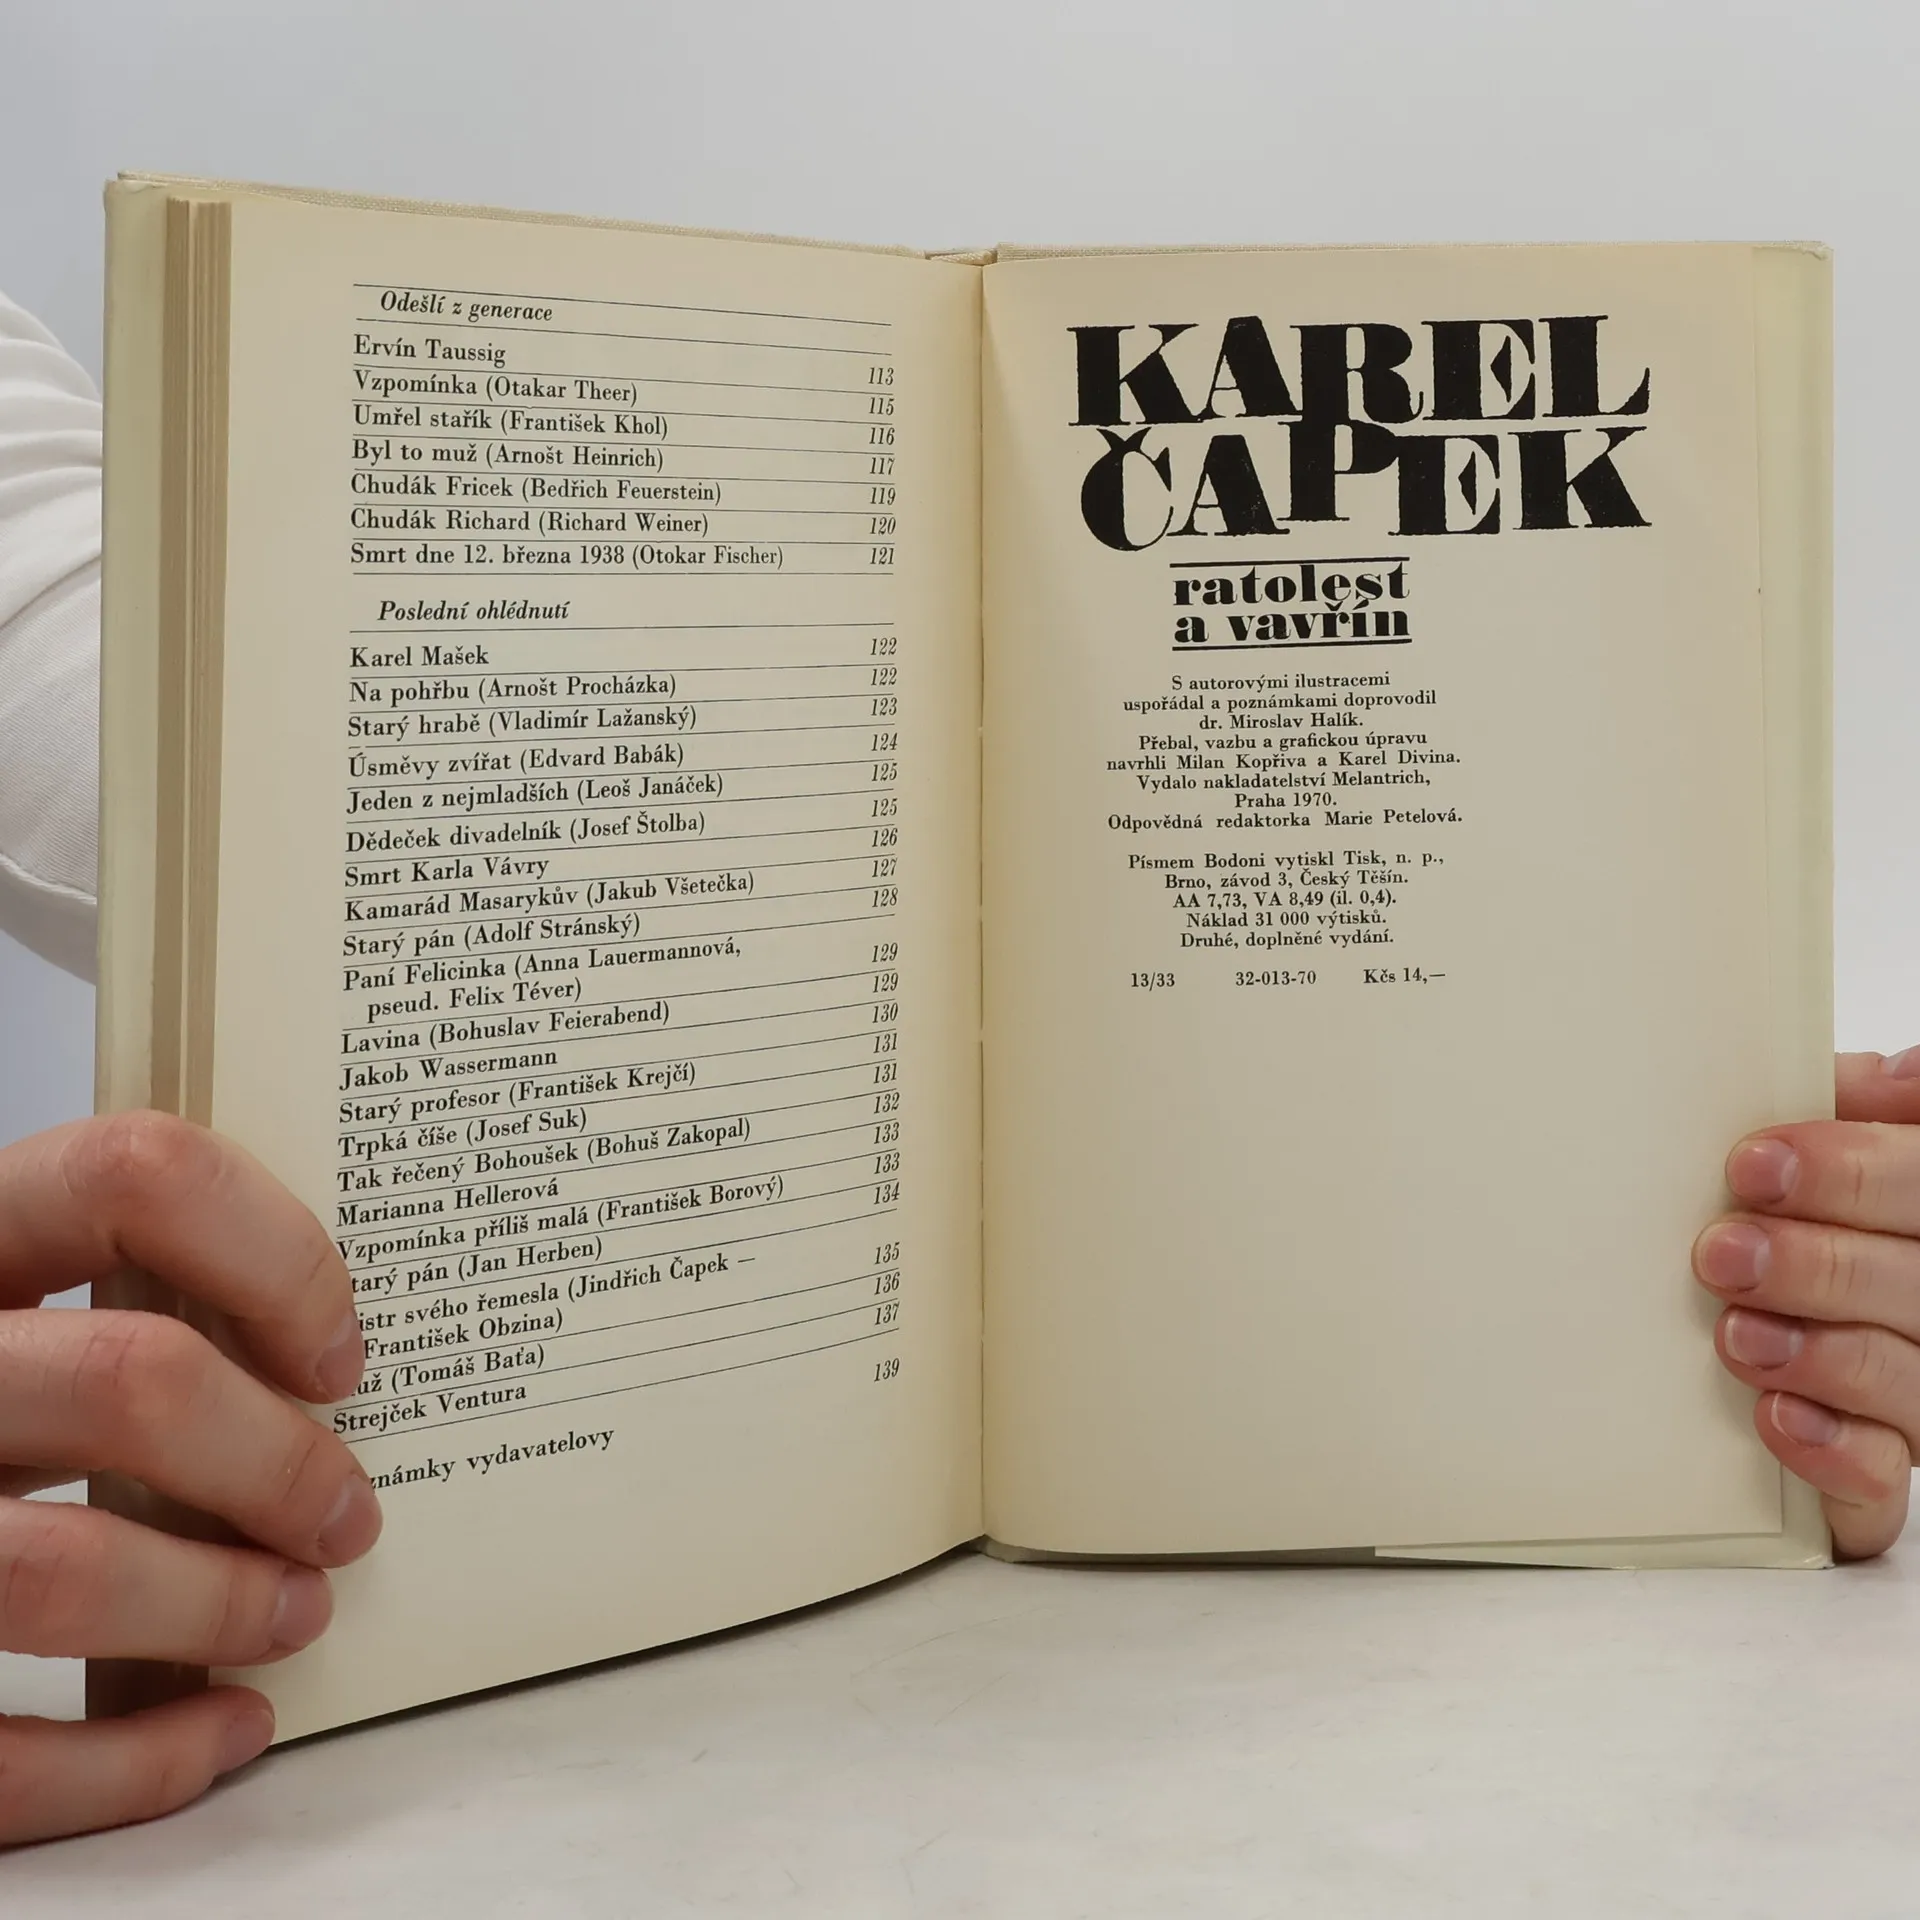 Odešlí z generace
Ervín Taussig 113
Vzpomínka (Otakar Theer) 115
Umřel stařík (František Khol) 116
Byl to muž (Arnošt Heinrich) 117
Chudák Fricek (Bedřich Feuerstein) 119
Chudák Richard (Richard Weiner) 120
Smrt dne 12. března 1938 (Otokar Fischer) 121
Poslední ohlédnutí
Karel Mašek 122
Na pohřbu (Arnošt Procházka) 122
Starý hrabě (Vladimír Lažanský) 123
Úsměvy zvířat (Edvard Babák) 124
Jeden z nejmladších (Leoš Janáček) 125
Dědeček divadelník (Josef Štolba) 125
Smrt Karla Vávry 126
Kamarád Masarykův (Jakub Všetečka) 127
Starý pán (Adolf Stránský) 128
Paní Felicinka (Anna Lauermannová,
pseud. Felix Téver) 129
Lavina (Bohuslav Feierabend) 129
Jakob Wassermann 130
Starý profesor (František Krejčí) 131
Trpká číše (Josef Suk) 131
Tak řečený Bohoušek (Bohuš Zakopal) 132
Marianna Hellerová 133
Vzpomínka příliš malá (František Borový) 133
tarý pán (Jan Herben) 134
istr svého řemesla (Jindřich Čapek —
František Obzina) 135
už (Tomáš Baťa) 136
Strejček Ventura 137
známky vydavatelovy 139
KAREL
ČAPEK
ratolest
a vavřín
S autorovými ilustracemi
uspořádal a poznámkami doprovodil
dr. Miroslav Halík.
Přebal, vazbu a grafickou úpravu
navrhli Milan Kopřiva a Karel Divina.
Vydalo nakladatelství Melantrich,
Praha 1970.
Odpovědná redaktorka Marie Petelová.
Písmem Bodoni vytiskl Tisk, n. p.,
Brno, závod 3, Český Těšín.
AA 7,73, VA 8,49 (il. 0,4).
Náklad 31 000 výtisků.
Druhé, doplněné vydání.
13/33 32-013-70 Kčs 14,—